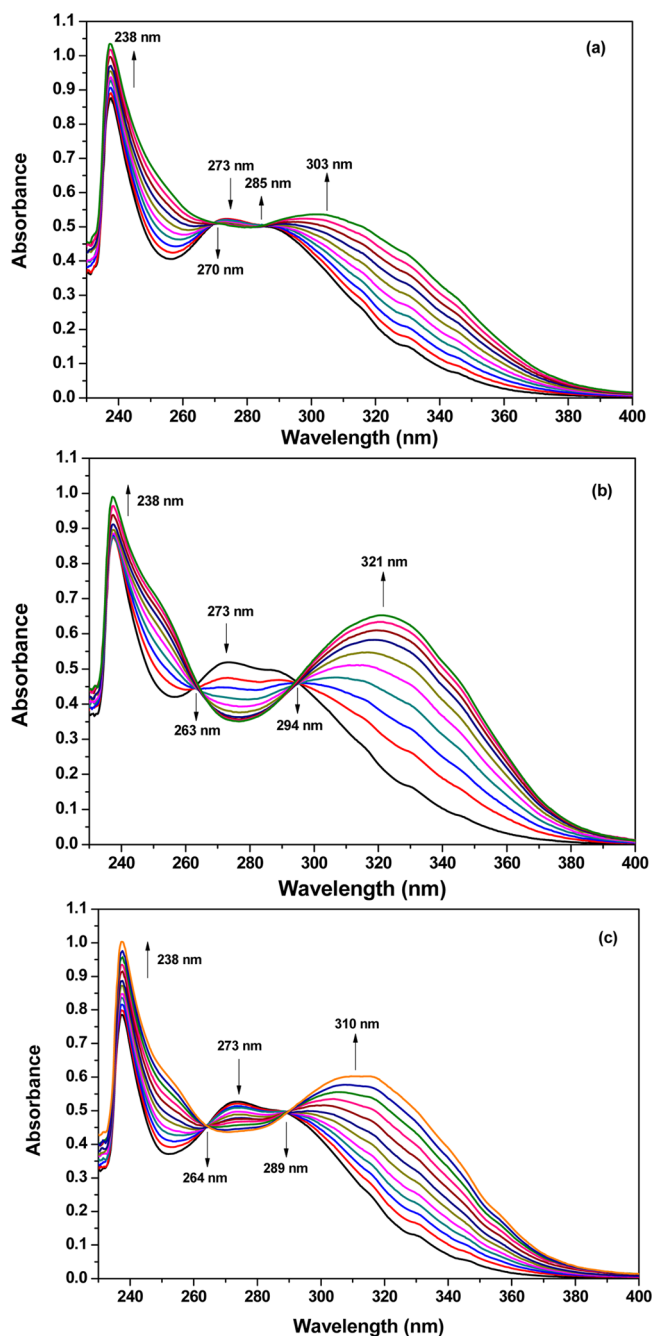 1.1
238 nm
(a)
1.0
0.9
0.8
0.7
273 nm
303 nm
285 nm
0.6
0.5
0.4
270 nm
0.3
0.2
0.1
0.0
Absorbance
240 260 280 300 320 340 360 380 400
Wavelength (nm)
1.1
(b)
1.0
238 nm
0.9
0.8
321 nm
0.7
273 nm
0.6
0.5
0.4
263 nm
294 nm
0.3
0.2
0.1
0.0
Absorbance
240 260 280 300 320 340 360 380 400
Wavelength (nm)
1.1
(c)
1.0
238 nm
0.9
0.8
273 nm
310 nm
0.7
0.6
0.5
0.4
264 nm
289 nm
0.3
0.2
0.1
0.0
Absorbance
240 260 280 300 320 340 360 380 400
Wavelength (nm)